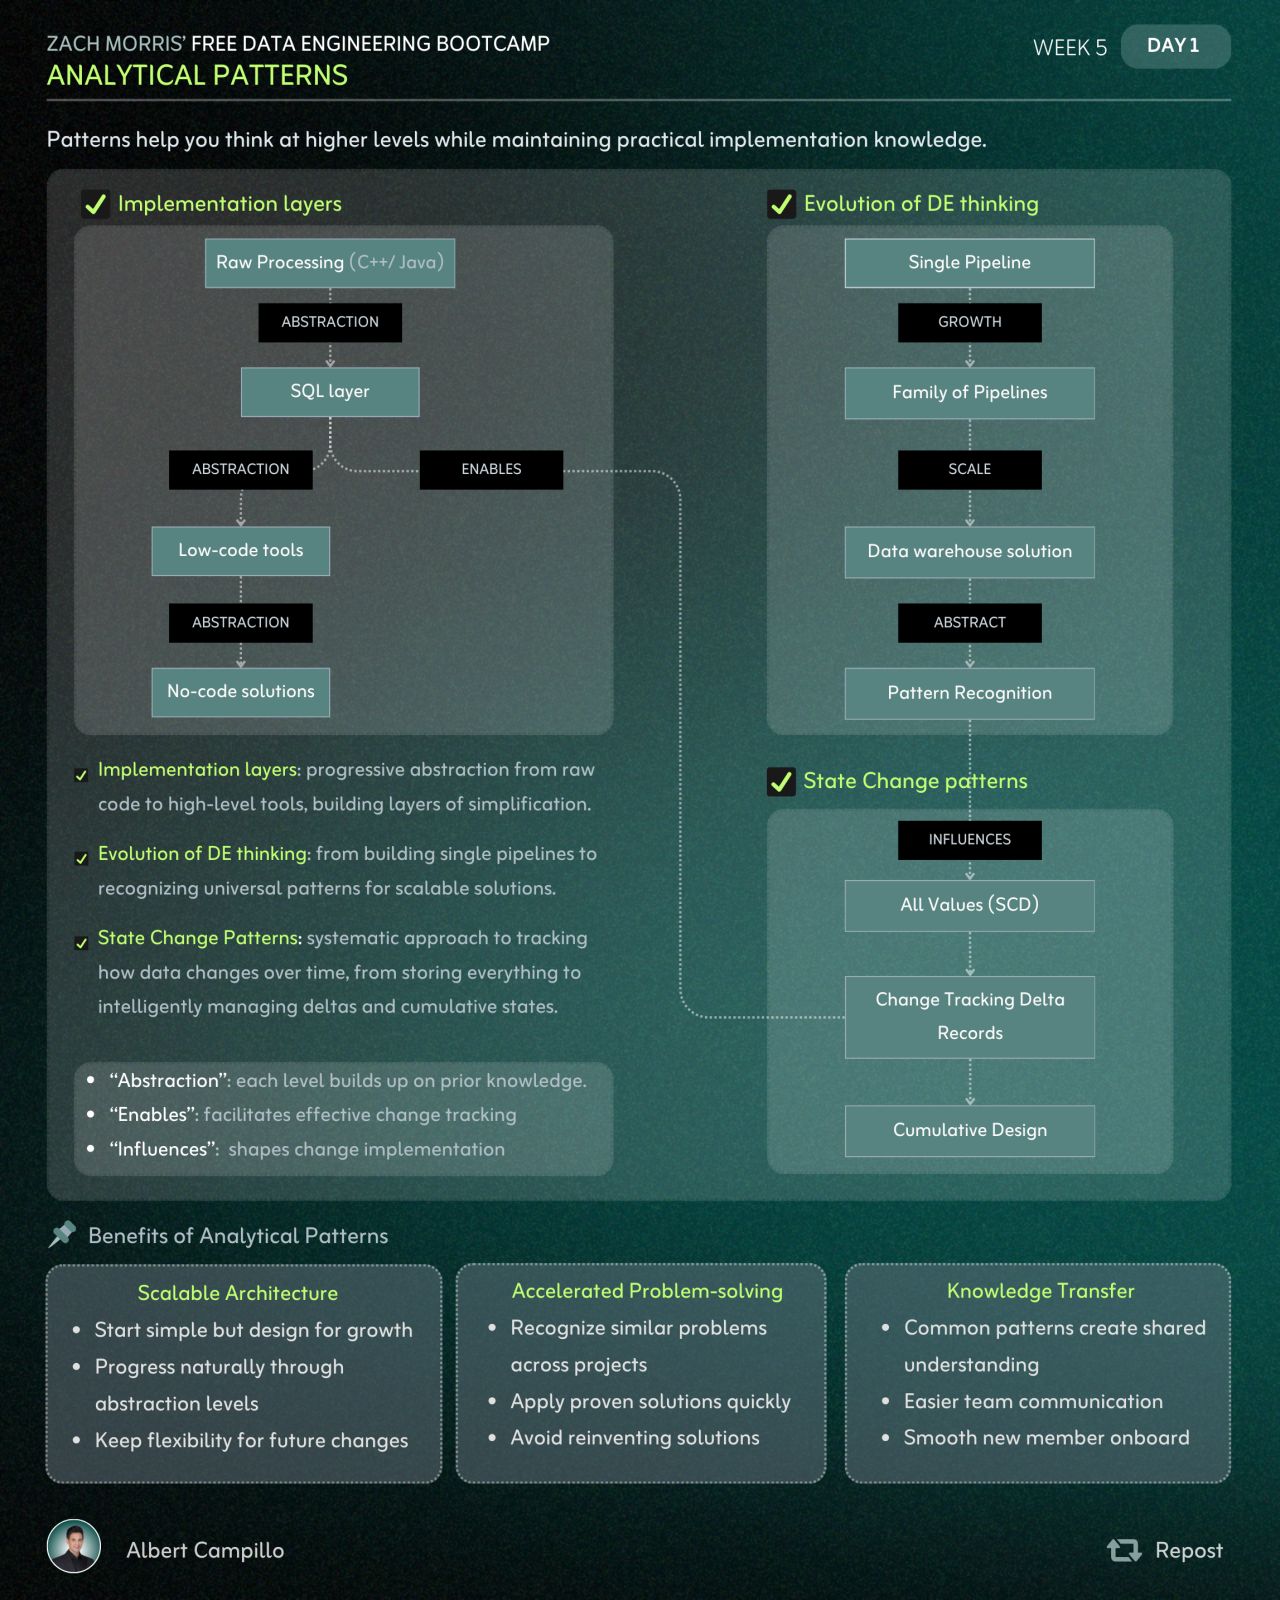 ZACH MORRIS’ FREE DATA ENGINEERING BOOTCAMP
ANALYTICAL PATTERNS
WEEK 5
DAY 1
Patterns help you think at higher levels while maintaining practical implementation knowledge.
Implementation layers
Raw Processing (C++/ Java)
ABSTRACTION
SQL layer
ABSTRACTION
ENABLES
Low-code tools
ABSTRACTION
No-code solutions
Evolution of DE thinking
Single Pipeline
GROWTH
Family of Pipelines
SCALE
Data warehouse solution
ABSTRACT
Pattern Recognition
State Change patterns
INFLUENCES
All Values (SCD)
Change Tracking Delta
Records
Cumulative Design
Implementation layers: progressive abstraction from raw
code to high-level tools, building layers of simplification.
Evolution of DE thinking: from building single pipelines to
recognizing universal patterns for scalable solutions.
State Change Patterns: systematic approach to tracking
how data changes over time, from storing everything to
intelligently managing deltas and cumulative states.
• “Abstraction”: each level builds up on prior knowledge.
• “Enables”: facilitates effective change tracking
• “Influences”: shapes change implementation
Benefits of Analytical Patterns
Scalable Architecture
• Start simple but design for growth
• Progress naturally through
abstraction levels
• Keep flexibility for future changes
Accelerated Problem-solving
• Recognize similar problems
across projects
• Apply proven solutions quickly
• Avoid reinventing solutions
Knowledge Transfer
• Common patterns create shared
understanding
• Easier team communication
• Smooth new member onboard
Albert Campillo
Repost